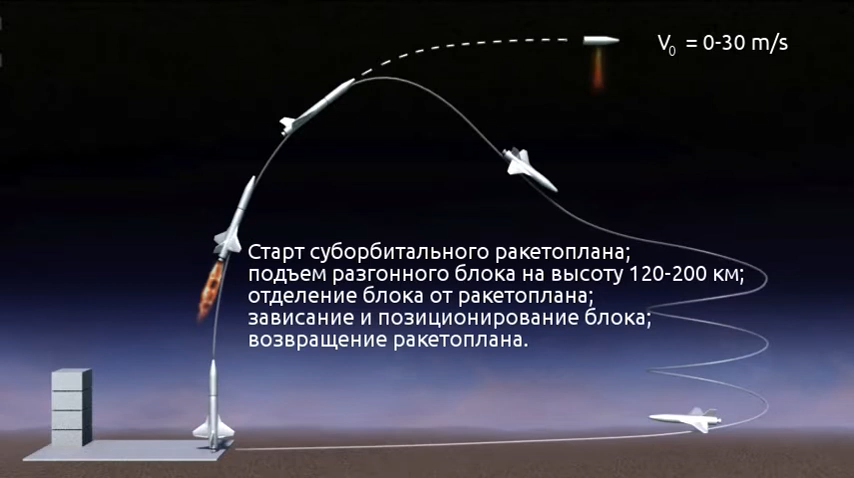 V₀ = 0-30 m/s
Старт суборбитального ракетоплана;
подъем разгонного блока на высоту 120-200 км;
отделение блока от ракетоплана;
зависание и позиционирование блока;
возвращение ракетоплана.